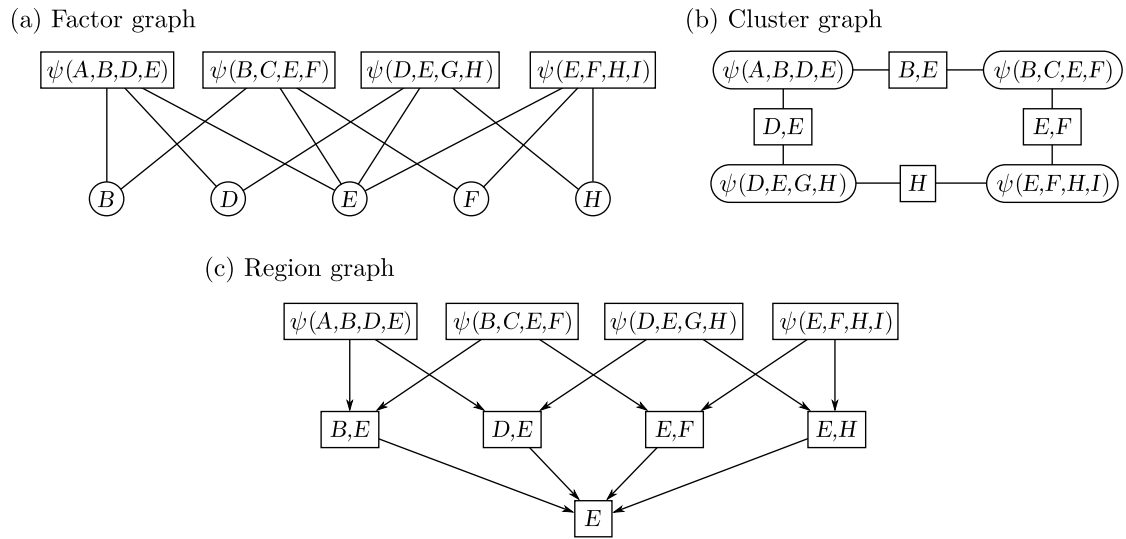 (a) Factor graph
ψ(A,B,D,E) ψ(B,C,E,F) ψ(D,E,G,H) ψ(E,F,H,I)
B D E F H
(b) Cluster graph
ψ(A,B,D,E) B,E ψ(B,C,E,F)
D,E E,F
ψ(D,E,G,H) H ψ(E,F,H,I)
(c) Region graph
ψ(A,B,D,E) ψ(B,C,E,F) ψ(D,E,G,H) ψ(E,F,H,I)
B,E D,E E,F E,H
E